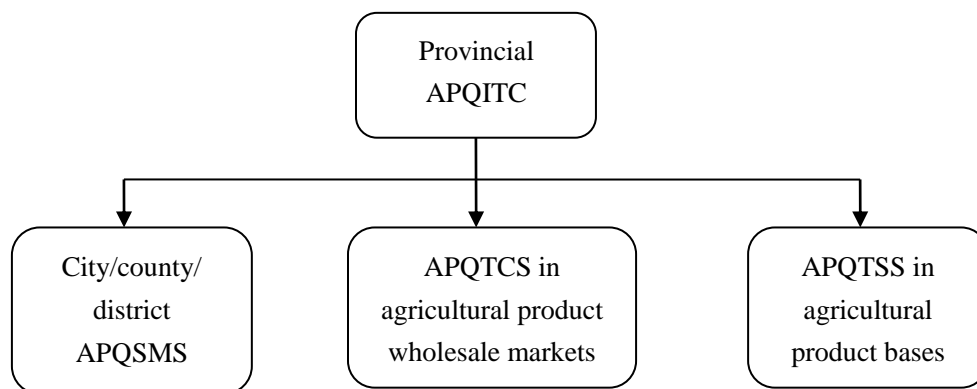 Provincial
APQITC
City/county/
district
APQSMS
APQTCS in
agricultural product
wholesale markets
APQTSS in
agricultural
product bases